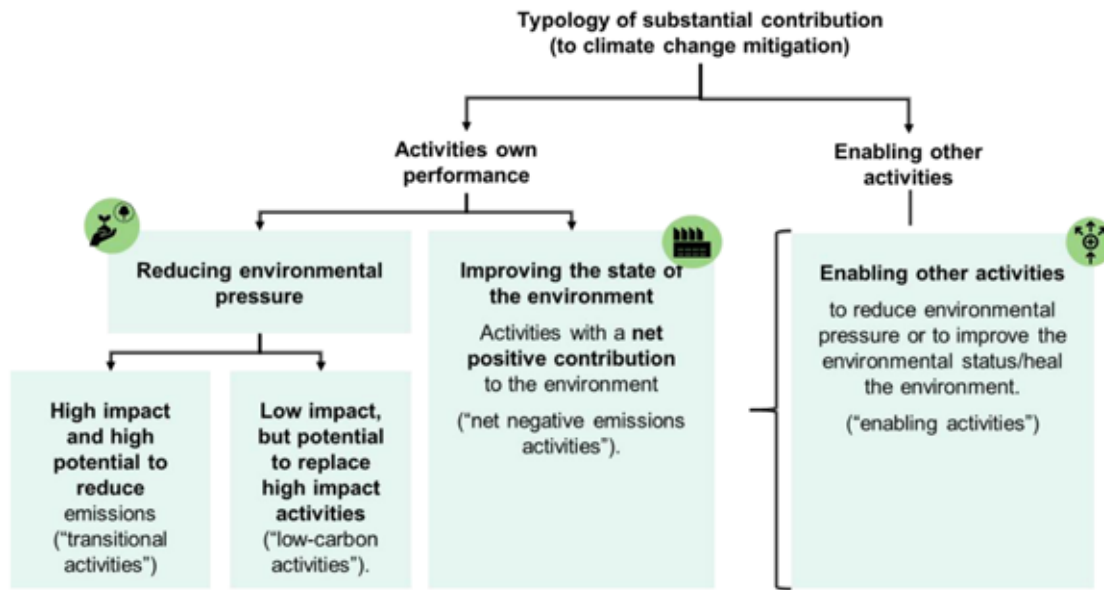 Typology of substantial contribution
(to climate change mitigation)
Activities own
performance
Enabling other
activities
Reducing environmental
pressure
Improving the state of
the environment
Activities with a net
positive contribution
to the environment
(“net negative emissions
activities”).
Enabling other activities
to reduce environmental
pressure or to improve the
environmental status/heal
the environment.
(“enabling activities”)
High impact
and high
potential to
reduce
emissions
(“transitional
activities”)
Low impact,
but potential
to replace
high impact
activities
(“low-carbon
activities”).